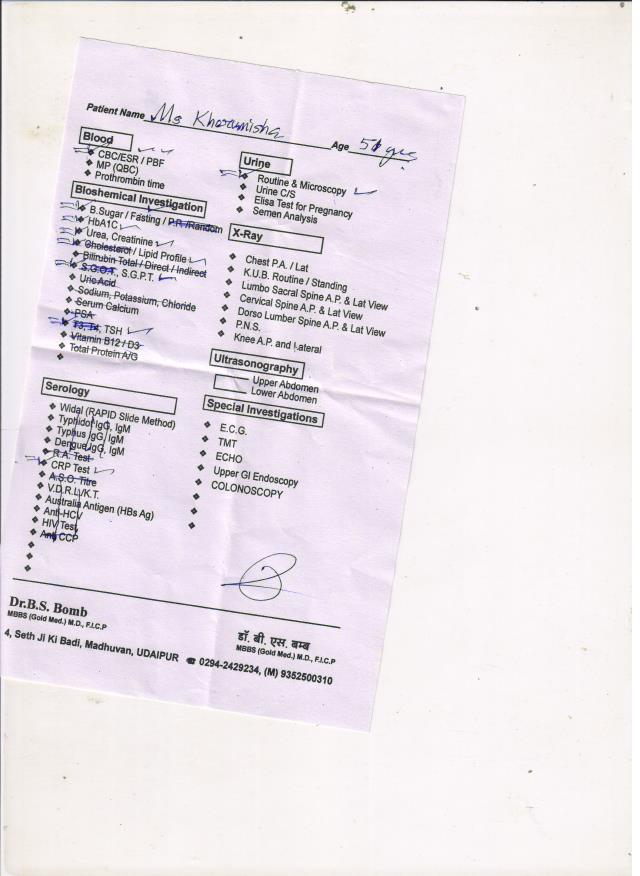 Patient Name Ms Kherunisha
Age 51 yrs
Blood
CBC/ESR / PBF
MP (QBC)
Prothrombin time
Bioshemical Investigation
B.Sugar / Fasting / P.P./Random
HbA1C
Urea, Creatinine
Cholesterol / Lipid Profile
Bilirubin Total / Direct / Indirect
S.G.O.T., S.G.P.T.
Uric Acid
Sodium, Potassium, Chloride
Serum Calcium
PSA
T3, T4, TSH
Vitamin B12 / D3
Total Protein A/G
Serology
Widal (RAPID Slide Method)
Typhidot IgG, IgM
Typhus IgG, IgM
Dengue IgG, IgM
R.A. Test
CRP Test
A.S.O. Titre
V.D.R.L/K.T.
Australia Antigen (HBs Ag)
Anti-HCV
HIV Test
Anti CCP
Urine
Routine & Microscopy
Urine C/S
Elisa Test for Pregnancy
Semen Analysis
X-Ray
Chest P.A. / Lat
K.U.B. Routine / Standing
Lumbo Sacral Spine A.P. & Lat View
Cervical Spine A.P. & Lat View
Dorso Lumber Spine A.P. & Lat View
P.N.S.
Knee A.P. and Lateral
Ultrasonography
Upper Abdomen
Lower Abdomen
Special Investigations
E.C.G.
TMT
ECHO
Upper GI Endoscopy
COLONOSCOPY
Dr.B.S. Bomb
MBBS (Gold Med.) M.D., F.I.C.P
डॉ. बी. एस. बम्ब
MBBS (Gold Med.) M.D., F.I.C.P
4, Seth Ji Ki Badi, Madhuvan, UDAIPUR ☎ 0294-2429234, (M) 9352500310